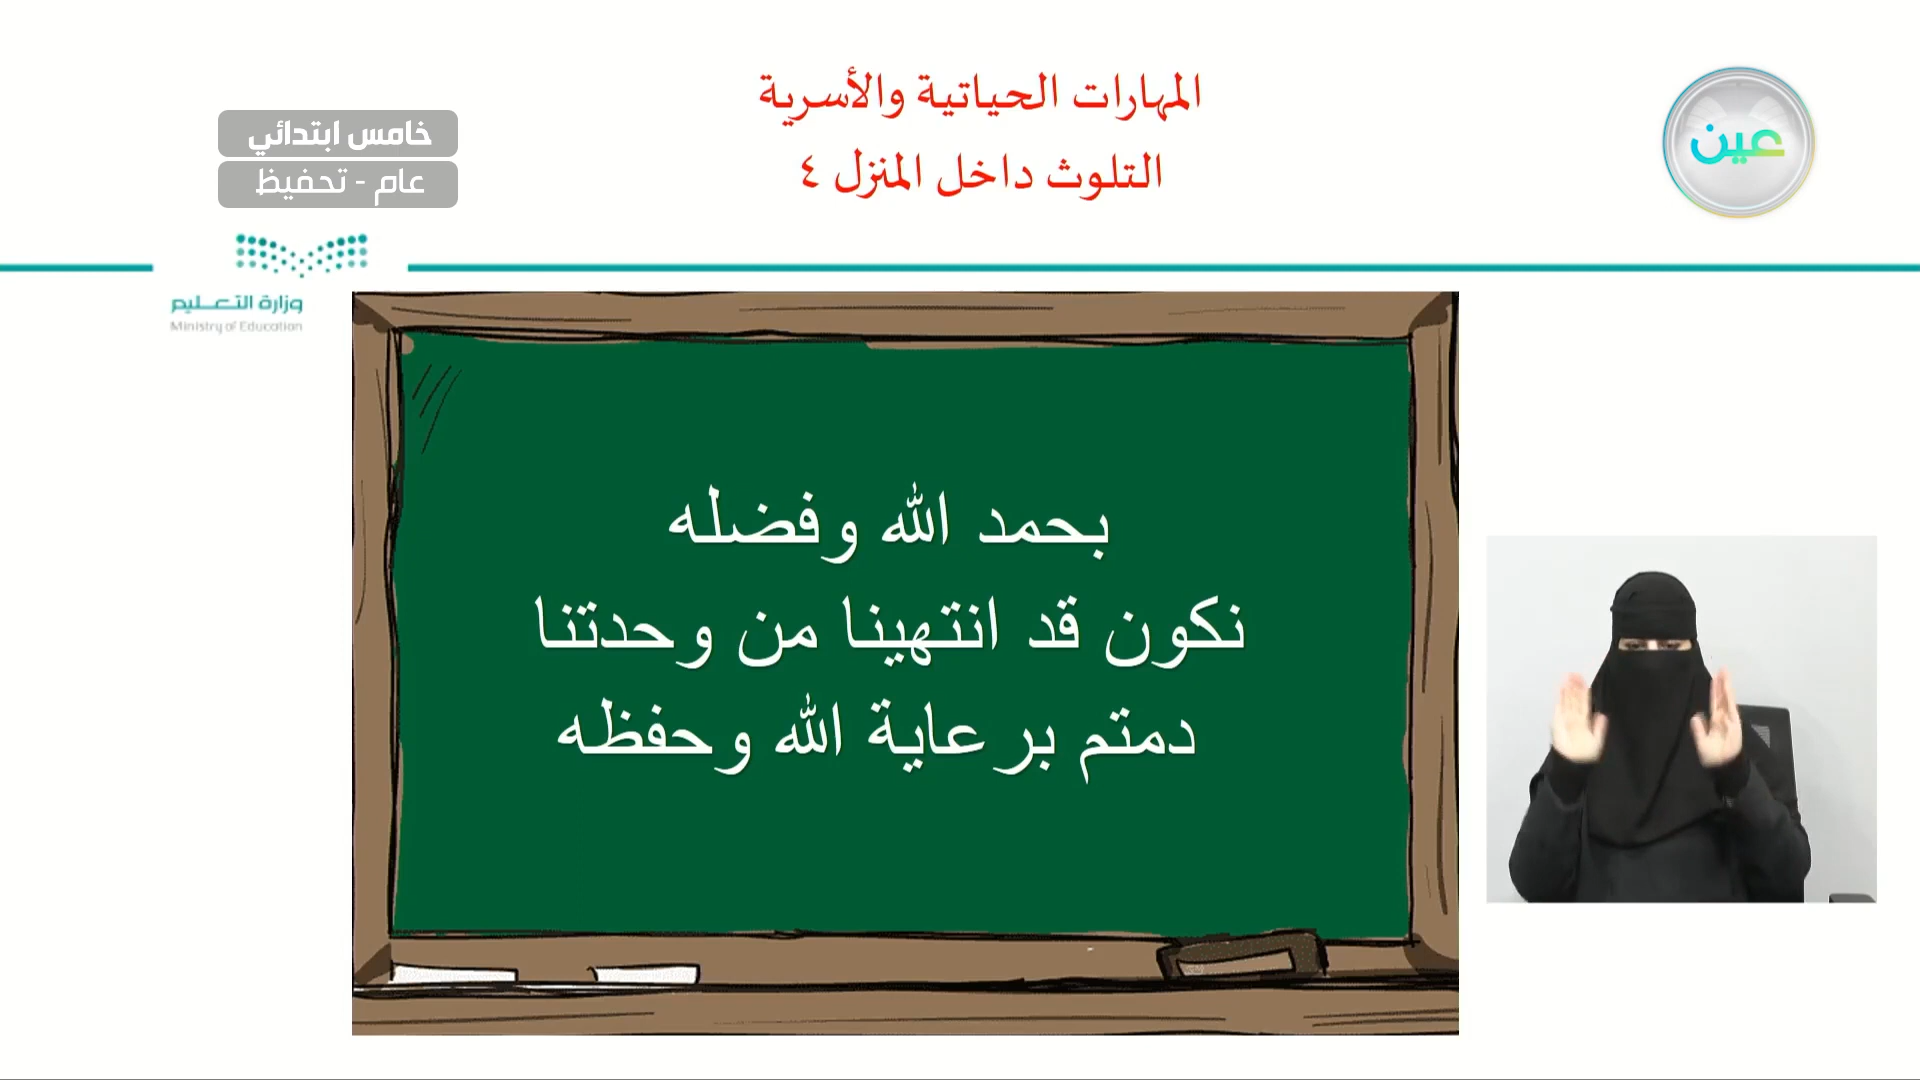 المهارات الحياتية والأسرية
التلوث داخل المنزل ٤
عين
خامس ابتدائي
عام - تحفيظ
وزارة التعليم
Ministry of Education
بحمد الله وفضله
نكون قد انتهينا من وحدتنا
دمتم برعاية الله وحفظه